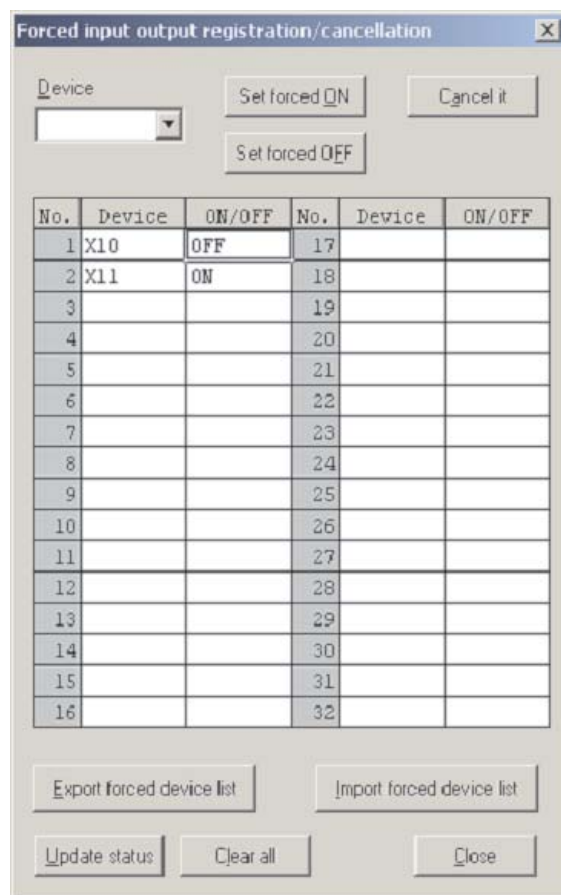 Forced input output registration/cancellation
Device
Set forced ON
Cancel it
Set forced OFF
No. Device ON/OFF No. Device ON/OFF
1 X10 OFF 17
2 X11 ON 18
3 19
4 20
5 21
6 22
7 23
8 24
9 25
10 26
11 27
12 28
13 29
14 30
15 31
16 32
Export forced device list
Import forced device list
Update status
Clear all
Close